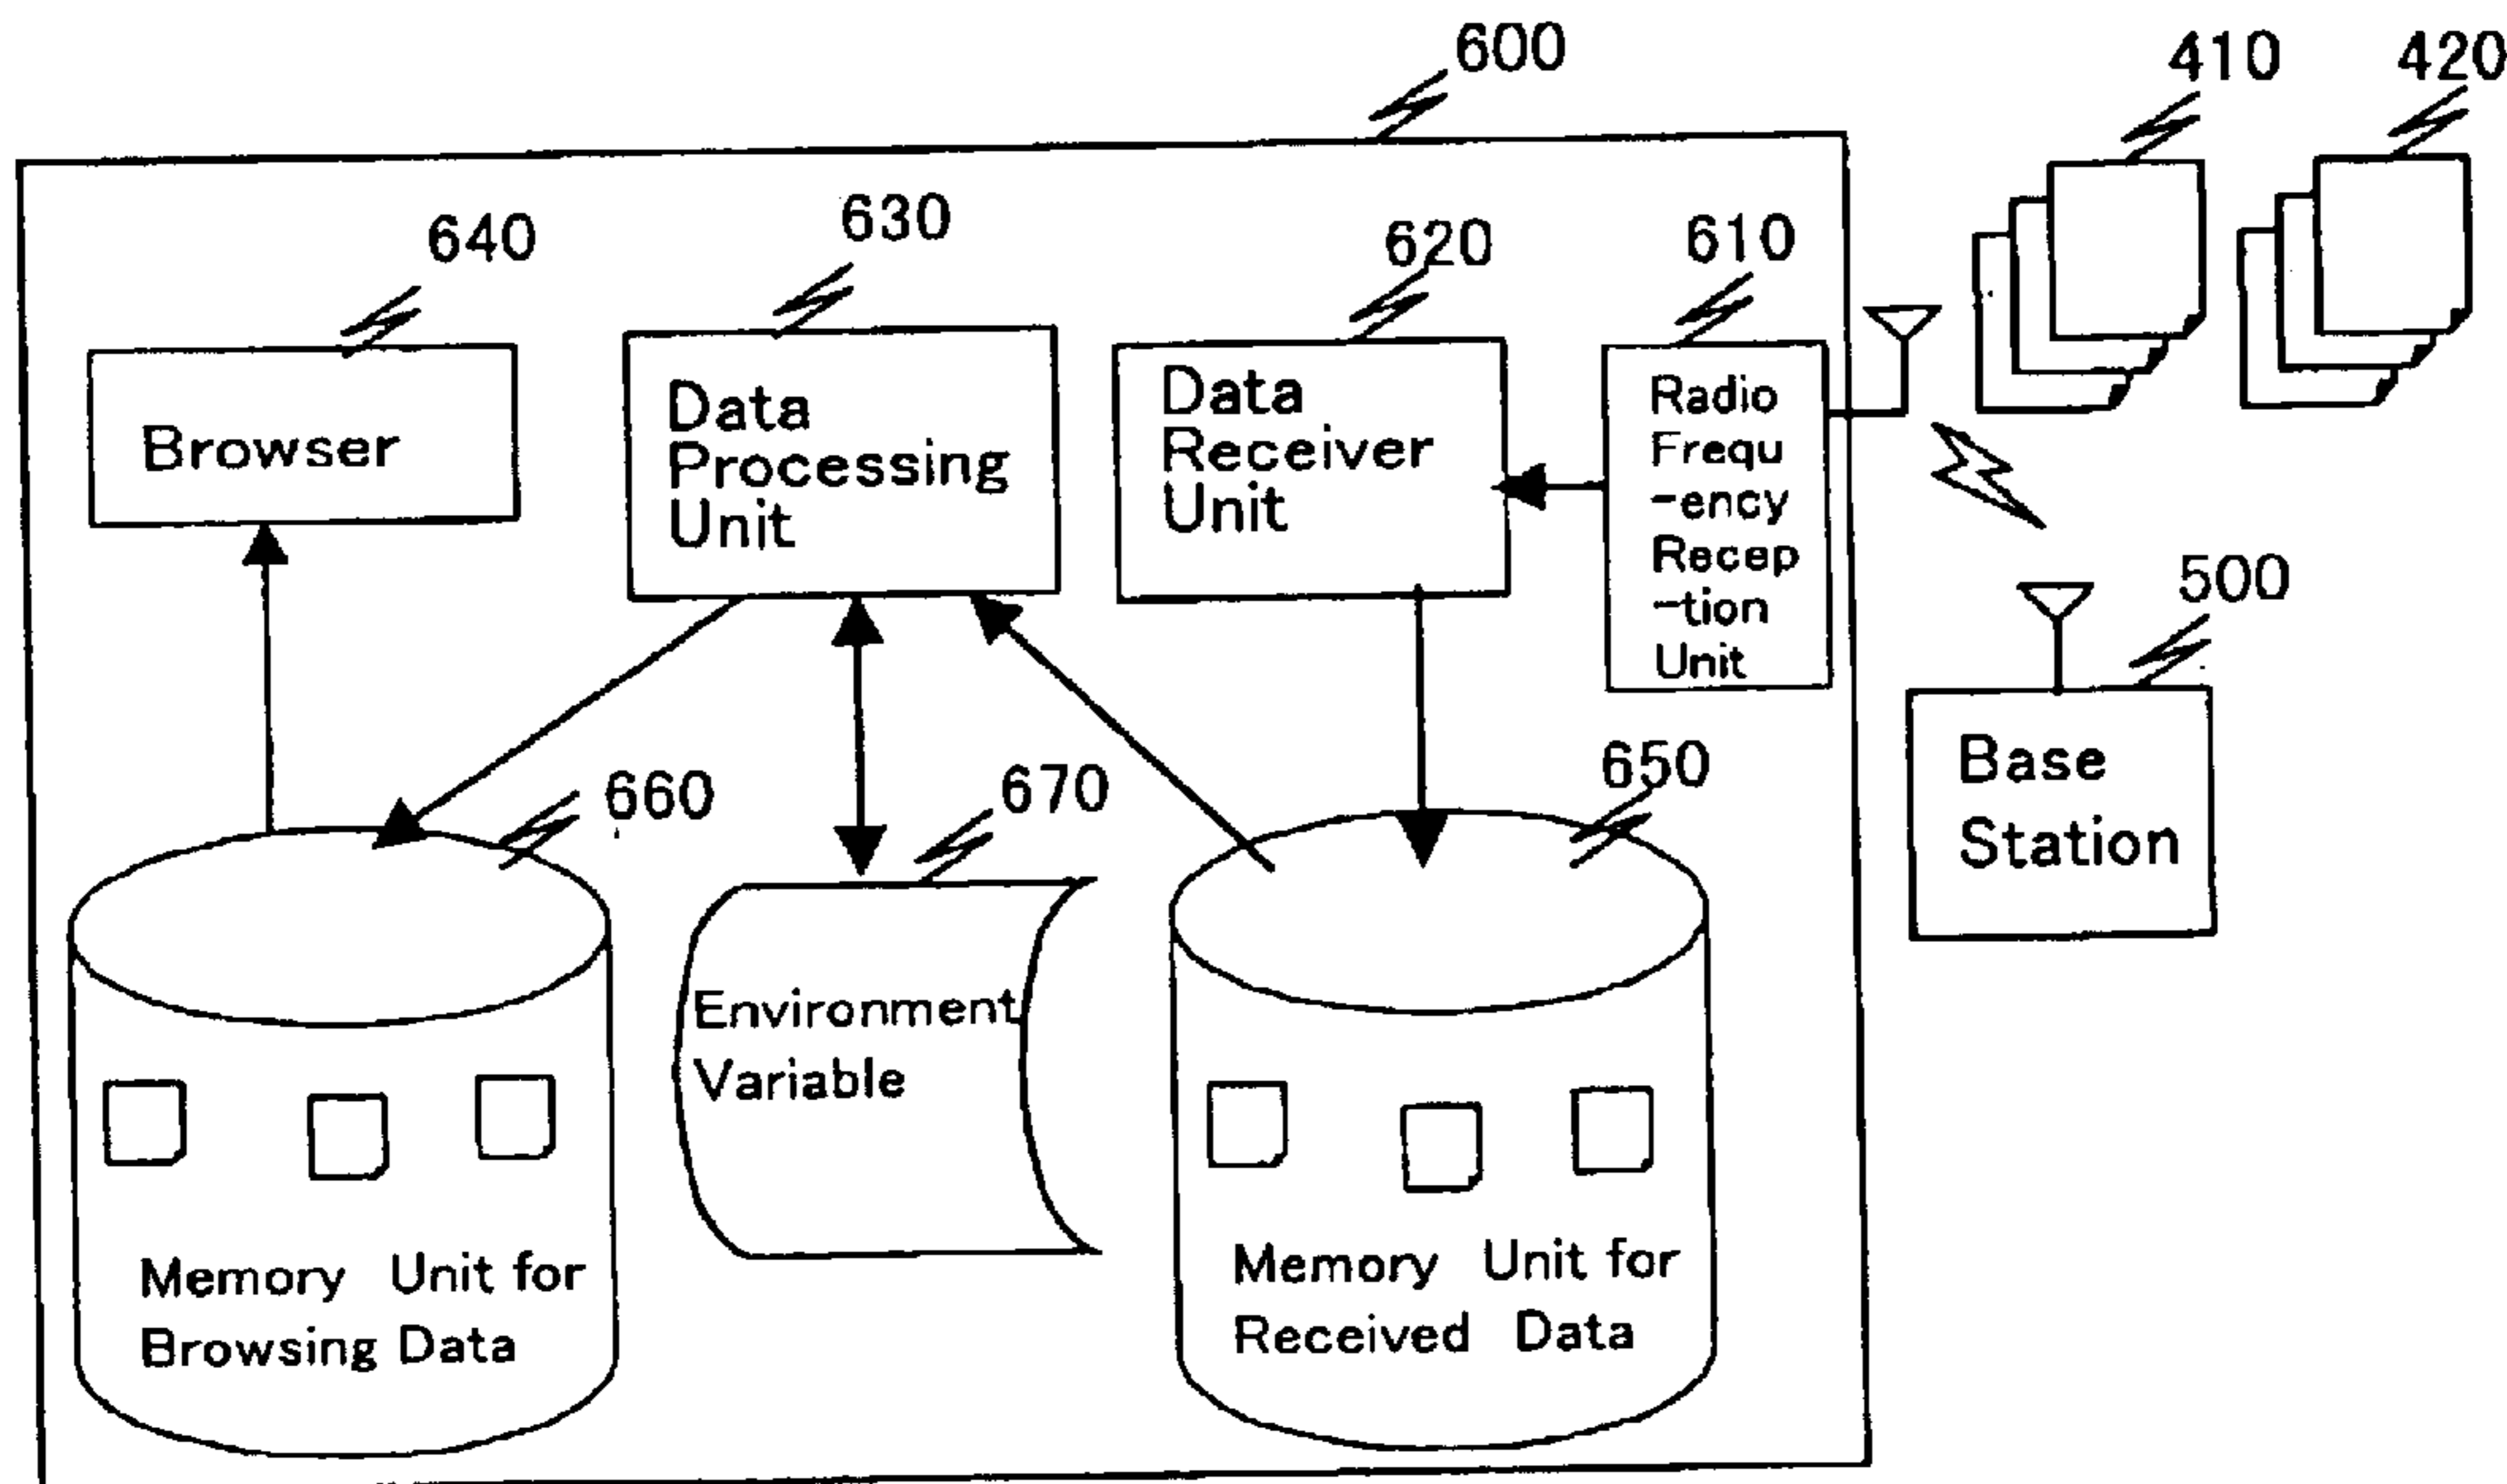 600
410
420
640
630
620
610
Browser
Data
Processing
Unit
Data
Receiver
Unit
Radio
Frequ
-ency
Recep
-tion
Unit
500
Base
Station
660
670
650
Environment
Variable
Memory Unit for
Browsing Data
Memory Unit for
Received Data